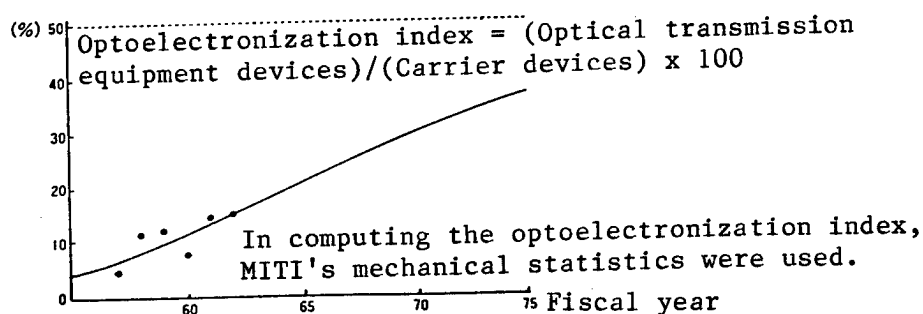 (%) 50
Optoelectronization index = (Optical transmission
equipment devices)/(Carrier devices) x 100
40
30
20
10
In computing the optoelectronization index,
MITI's mechanical statistics were used.
0
60 65 70 75 Fiscal year